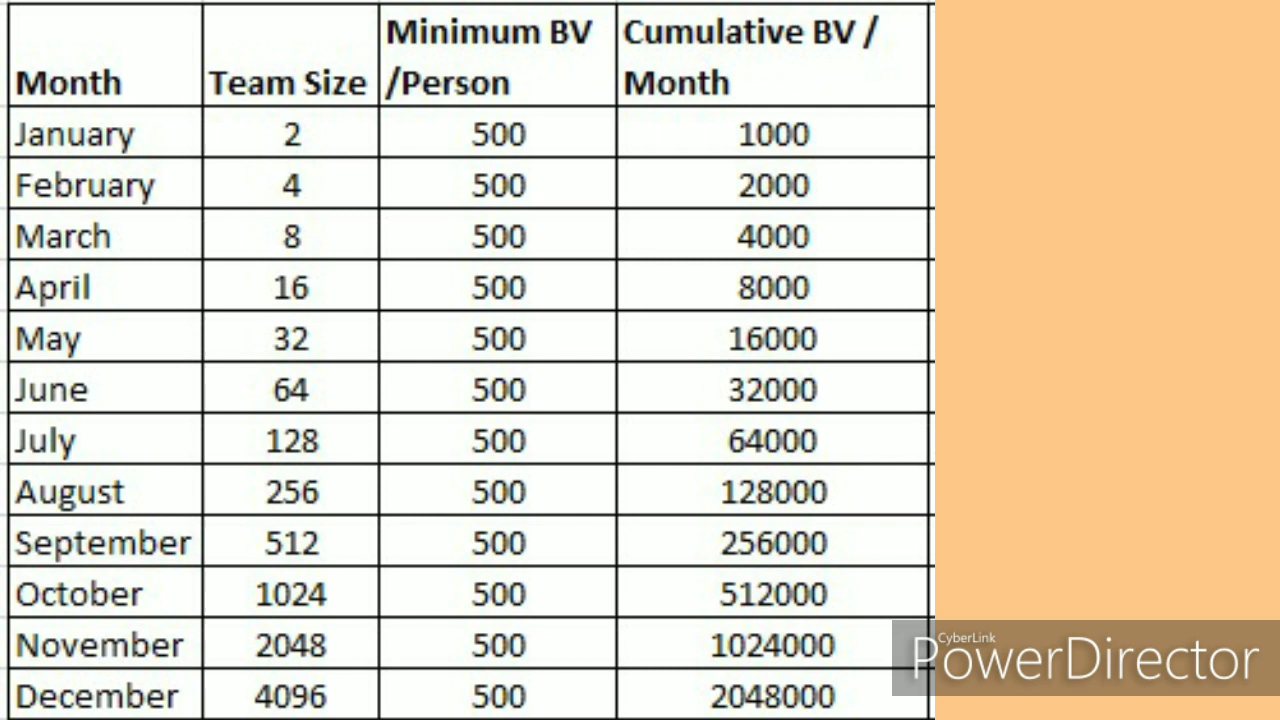 Month Team Size Minimum BV /Person Cumulative BV / Month
January 2 500 1000
February 4 500 2000
March 8 500 4000
April 16 500 8000
May 32 500 16000
June 64 500 32000
July 128 500 64000
August 256 500 128000
September 512 500 256000
October 1024 500 512000
November 2048 500 1024000
December 4096 500 2048000
CyberLink
PowerDirector